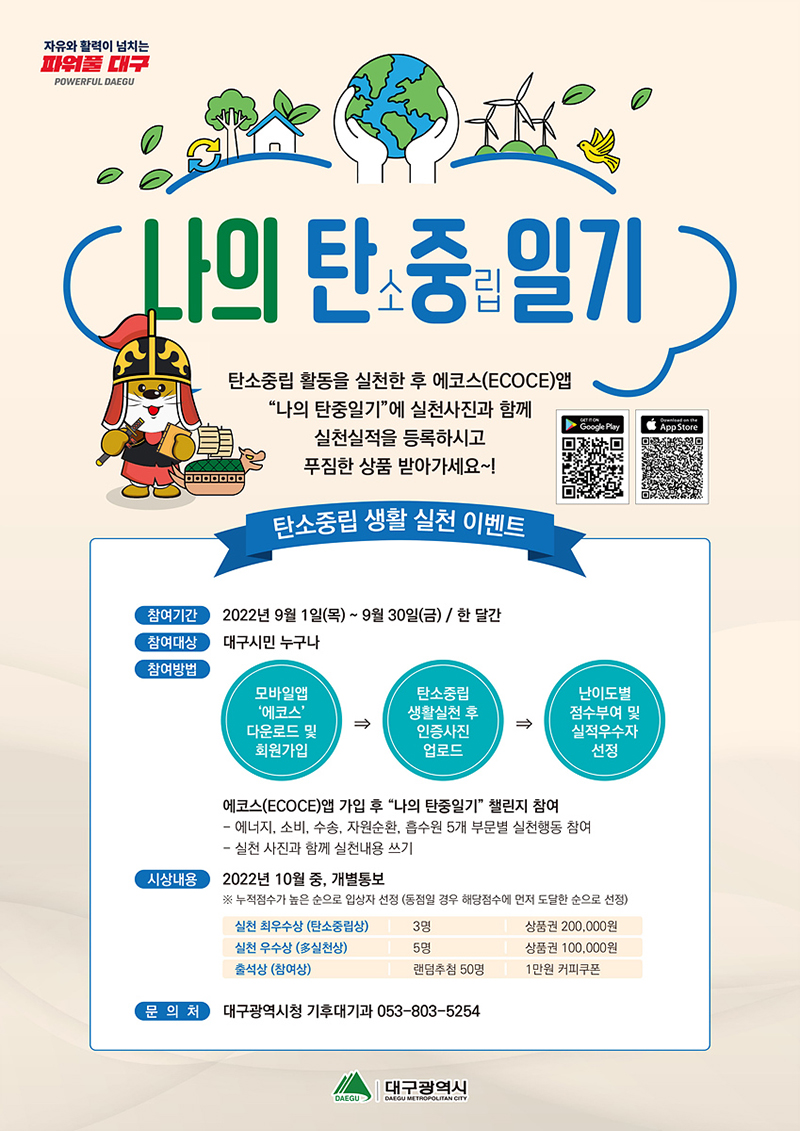 자유와 활력이 넘치는
파워풀 대구
POWERFUL DAEGU
나의 탄소중립 일기
탄소중립 활동을 실천한 후 에코스(ECOCE)앱
“나의 탄중일기”에 실천사진과 함께
실천실적을 등록하시고
푸짐한 상품 받아가세요~!
GET IT ON
Google Play
Download on the
App Store
탄소중립 생활 실천 이벤트
참여기간 2022년 9월 1일(목) ~ 9월 30일(금) / 한 달간
참여대상 대구시민 누구나
참여방법
모바일앱
‘에코스’
다운로드 및
회원가입
⇒
탄소중립
생활실천 후
인증사진
업로드
⇒
난이도별
점수부여 및
실적우수자
선정
에코스(ECOCE)앱 가입 후 “나의 탄중일기” 챌린지 참여
- 에너지, 소비, 수송, 자원순환, 흡수원 5개 부문별 실천행동 참여
- 실천 사진과 함께 실천내용 쓰기
시상내용 2022년 10월 중, 개별통보
※ 누적점수가 높은 순으로 입상자 선정 (동점일 경우 해당점수에 먼저 도달한 순으로 선정)
실천 최우수상 (탄소중립상) 3명 상품권 200,000원
실천 우수상 (多실천상) 5명 상품권 100,000원
출석상 (참여상) 랜덤추첨 50명 1만원 커피쿠폰
문 의 처 대구광역시청 기후대기과 053-803-5254
DAEGU 대구광역시
DAEGU METROPOLITAN CITY